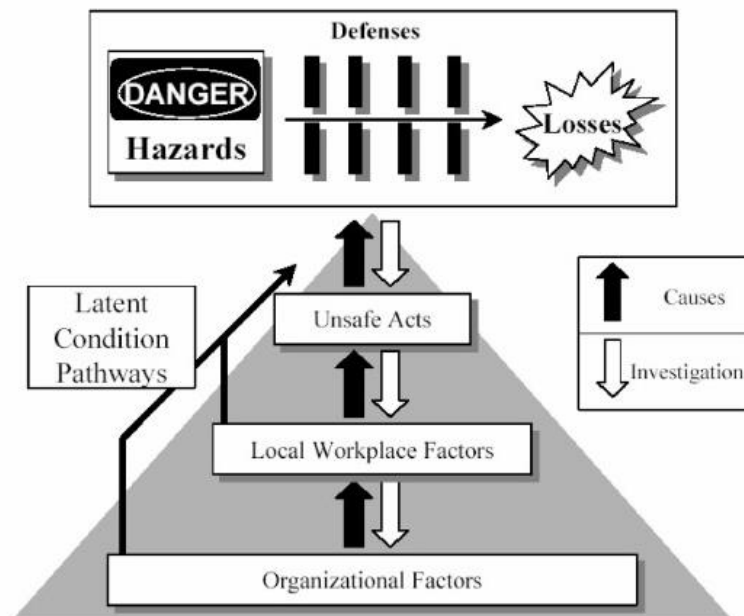 Defenses
DANGER
Hazards
Losses
Latent
Condition
Pathways
Unsafe Acts
Causes
Investigation
Local Workplace Factors
Organizational Factors